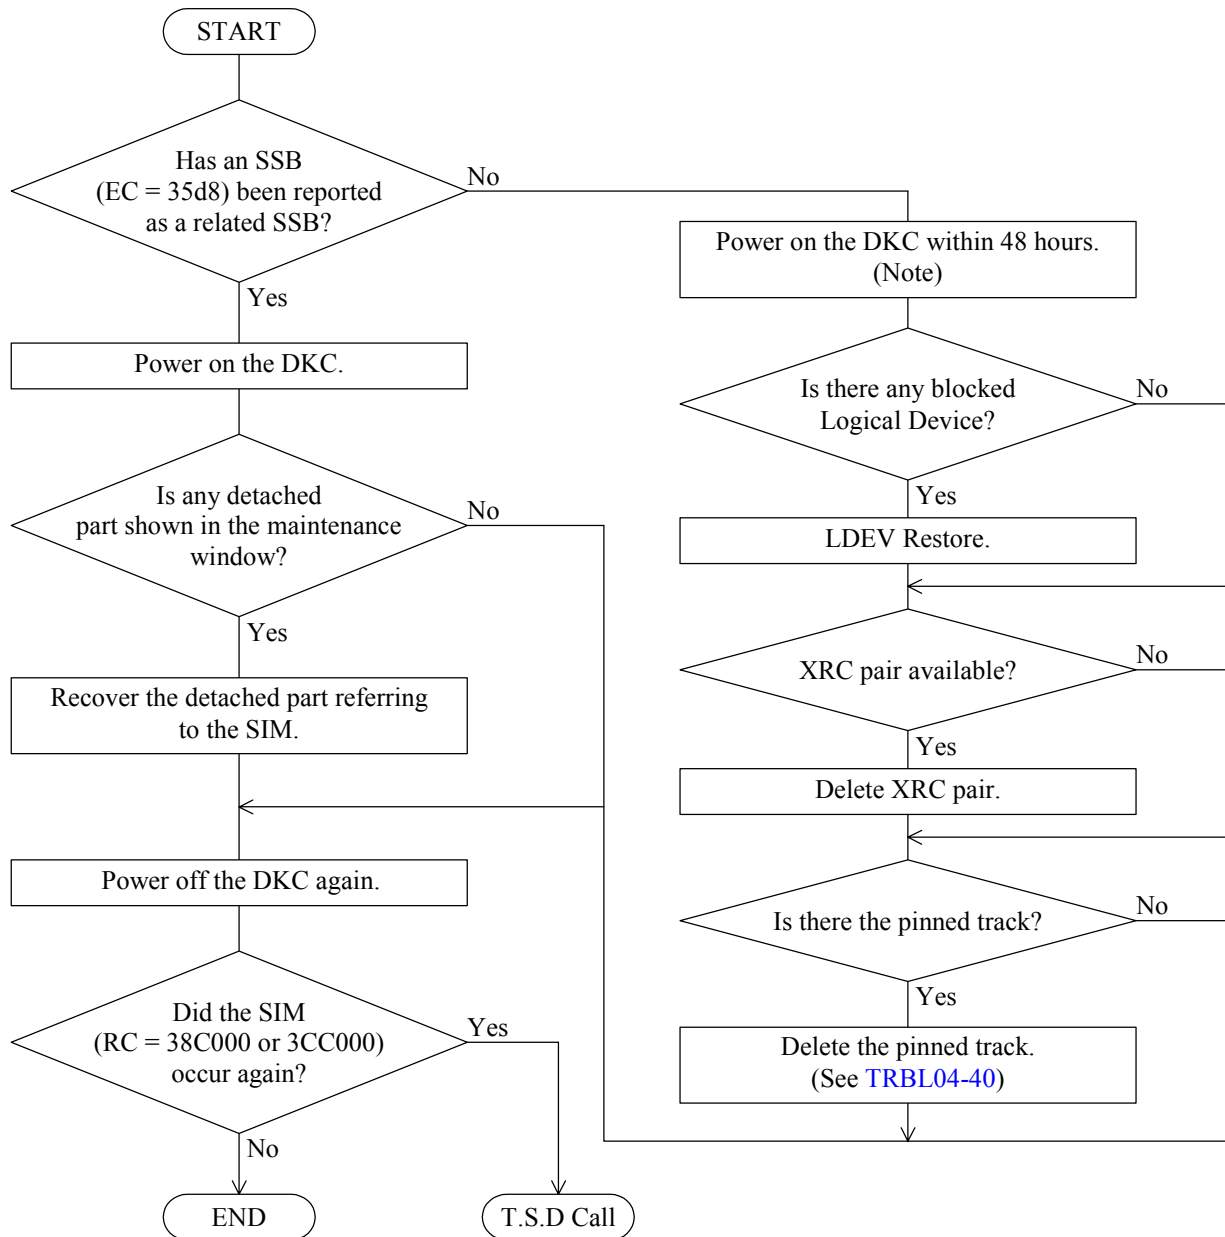 START
Has an SSB
(EC = 35d8) been reported
as a related SSB?
No
Yes
Power on the DKC.
Is any detached
part shown in the maintenance
window?
No
Yes
Recover the detached part referring
to the SIM.
Power off the DKC again.
Did the SIM
(RC = 38C000 or 3CC000)
occur again?
Yes
No
END
T.S.D Call
Power on the DKC within 48 hours.
(Note)
Is there any blocked
Logical Device?
No
Yes
LDEV Restore.
XRC pair available?
No
Yes
Delete XRC pair.
Is there the pinned track?
No
Yes
Delete the pinned track.
(See TRBL04-40)